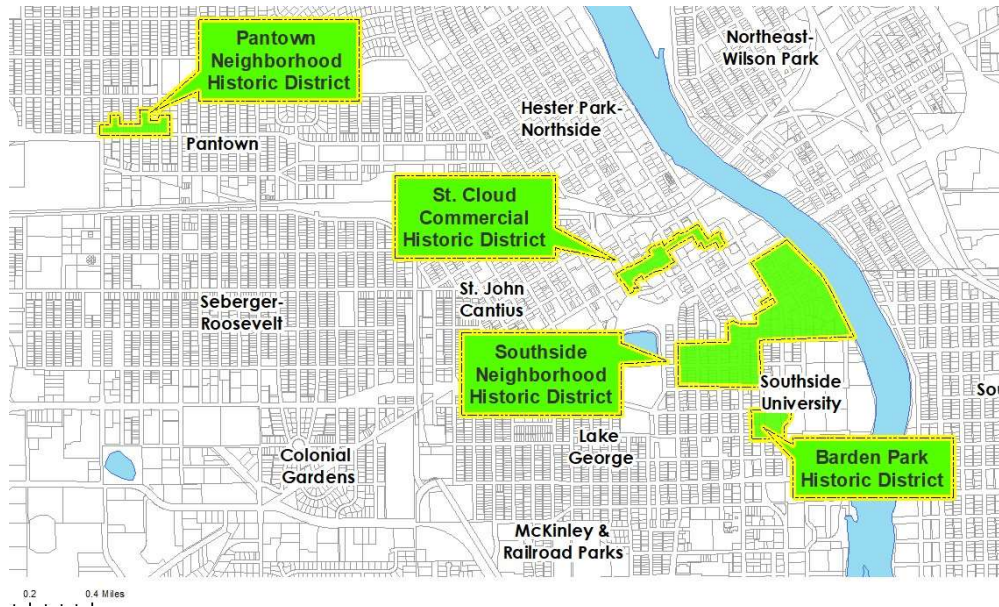 Pantown
Neighborhood
Historic District
Northeast-
Wilson Park
Hester Park-
Northside
Pantown
St. Cloud
Commercial
Historic District
St. John
Cantius
Seberger-
Roosevelt
Southside
Neighborhood
Historic District
Southside
University
Sou
Lake
George
Colonial
Gardens
Barden Park
Historic District
McKinley &
Railroad Parks
0.2 0.4 Miles